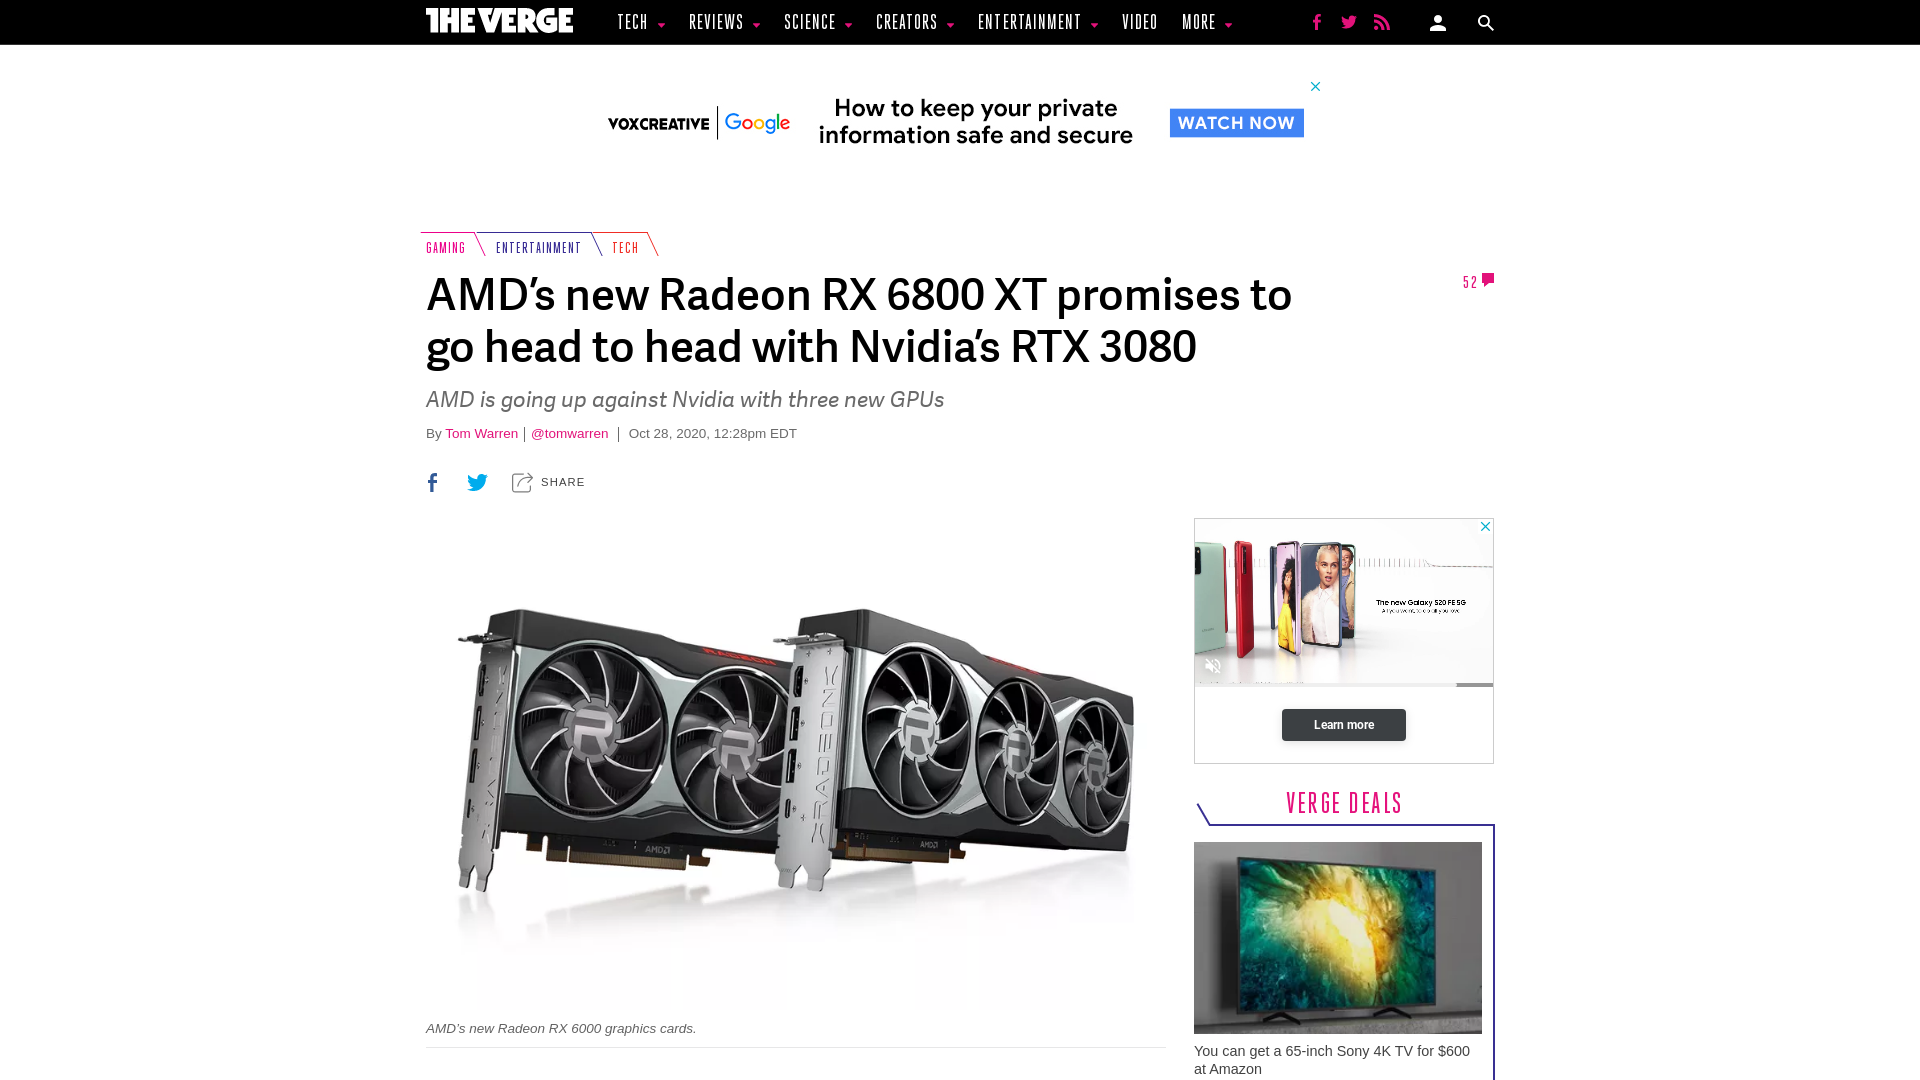 THE VERGE
TECH
REVIEWS
SCIENCE
CREATORS
ENTERTAINMENT
VIDEO
MORE
VOXCREATIVE
Google
How to keep your private
information safe and secure
WATCH NOW
GAMING
ENTERTAINMENT
TECH
AMD’s new Radeon RX 6800 XT promises to
go head to head with Nvidia’s RTX 3080
52
AMD is going up against Nvidia with three new GPUs
By Tom Warren | @tomwarren | Oct 28, 2020, 12:28pm EDT
SHARE
RADEON
RADEON
AMD
AMD
The new Galaxy S20 FE 5G
Learn more
VERGE DEALS
AMD’s new Radeon RX 6000 graphics cards.
You can get a 65-inch Sony 4K TV for $600
at Amazon